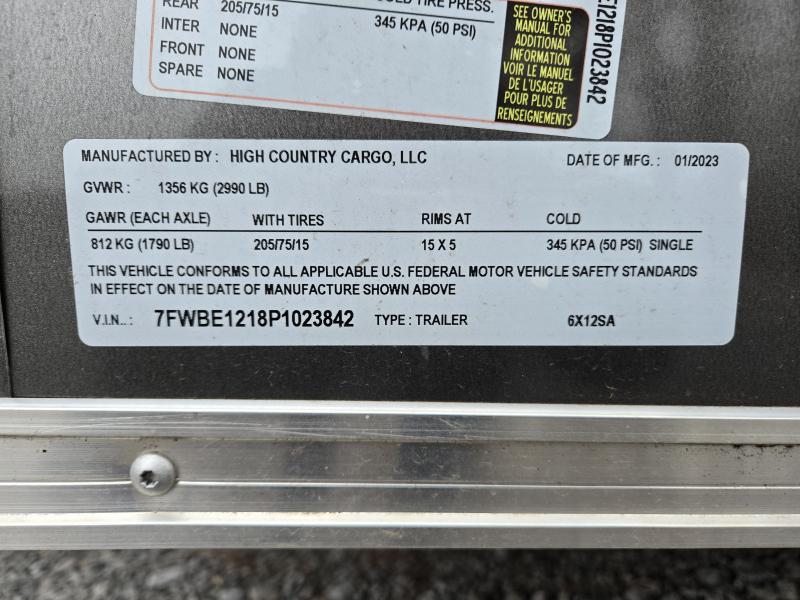 COLD TIRE PRESS.
REAR 205/75/15 345 KPA (50 PSI)
INTER NONE
FRONT NONE
SPARE NONE
SEE OWNER'S
MANUAL FOR
ADDITIONAL
INFORMATION
VOIR LE MANUEL
DE L'USAGER
POUR PLUS DE
RENSEIGNEMENTS
E1218P1023842
MANUFACTURED BY : HIGH COUNTRY CARGO, LLC DATE OF MFG. : 01/2023
GVWR : 1356 KG (2990 LB)
GAWR (EACH AXLE) WITH TIRES RIMS AT COLD
812 KG (1790 LB) 205/75/15 15 X 5 345 KPA (50 PSI) SINGLE
THIS VEHICLE CONFORMS TO ALL APPLICABLE U.S. FEDERAL MOTOR VEHICLE SAFETY STANDARDS
IN EFFECT ON THE DATE OF MANUFACTURE SHOWN ABOVE
V.I.N.. : 7FWBE1218P1023842 TYPE : TRAILER 6X12SA